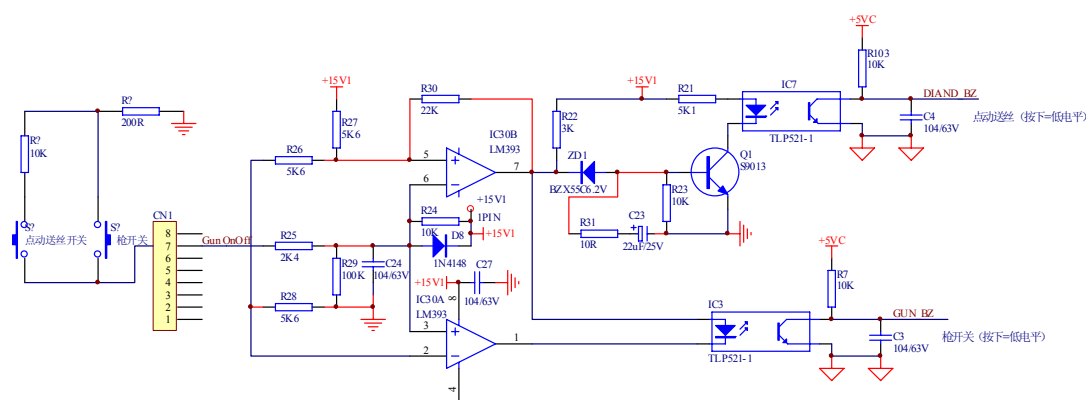 +5VC
R103
10K
IC7
DIAND_BZ
TLP521-1
C4
104/63V
点动送丝（按下=低电平）
+15V1
R21
5K1
R22
3K
ZD1
BZX55C6.2V
Q1
S9013
R23
10K
R31
10R
C23
22uF/25V
+15V1
R30
22K
R27
5K6
IC30B
LM393
R26
5K6
5
6
7
+15V1
1PIN
+15V1
R24
10K
D8
1N4148
R?
200R
R?
10K
S?
点动送丝开关
S?
枪开关
CN1
8
7
6
5
4
3
2
1
GunOnOff
R25
2K4
R29
100K
C24
104/63V
R28
5K6
C27
104/63V
+15V1
8
IC30A
LM393
3
2
1
4
+5VC
R7
10K
IC3
GUN_BZ
TLP521-1
C3
104/63V
枪开关（按下=低电平）